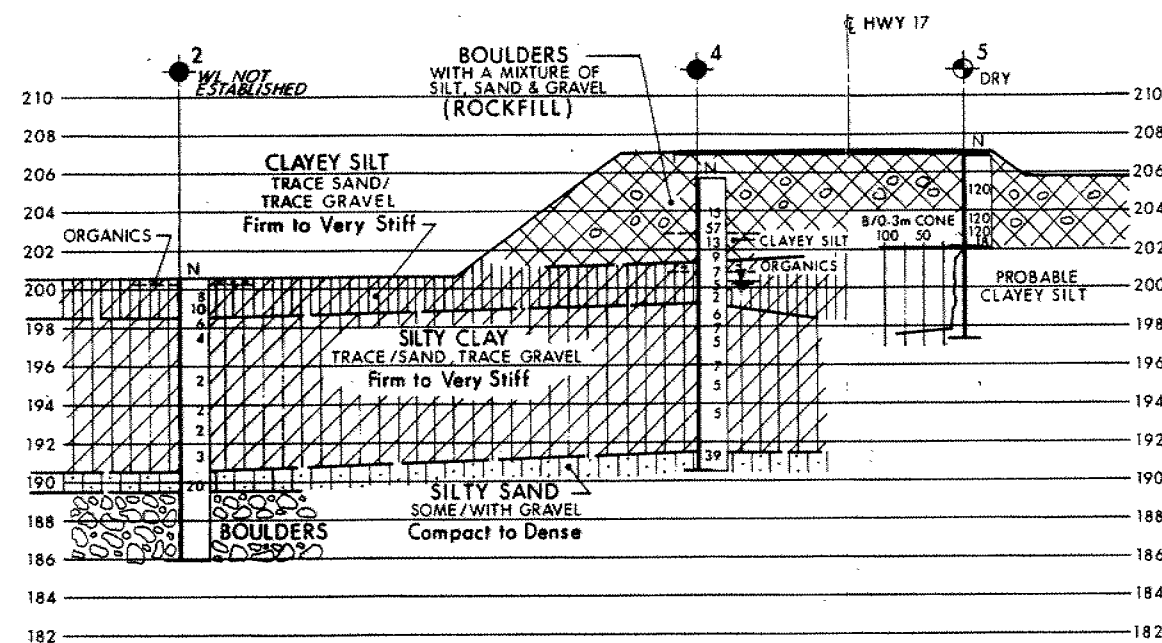 ℄ HWY 17
2
WL NOT
ESTABLISHED
BOULDERS
WITH A MIXTURE OF
SILT, SAND & GRAVEL
(ROCKFILL)
4
5
DRY
210
210
208
208
206
206
204
204
202
202
200
200
198
198
196
196
194
194
192
192
190
190
188
188
186
186
184
184
182
182
CLAYEY SILT
TRACE SAND/
TRACE GRAVEL
Firm to Very Stiff
ORGANICS
N
8
10
6
4
2
2
2
3
20
N
13
57
13
9
7
5
2
6
7
5
7
5
5
39
CLAYEY SILT
ORGANICS
N
120
120
120
18
B/0.3m CONE
100 50
PROBABLE
CLAYEY SILT
SILTY CLAY
TRACE/SAND, TRACE GRAVEL
Firm to Very Stiff
SILTY SAND
SOME/WITH GRAVEL
Compact to Dense
BOULDERS